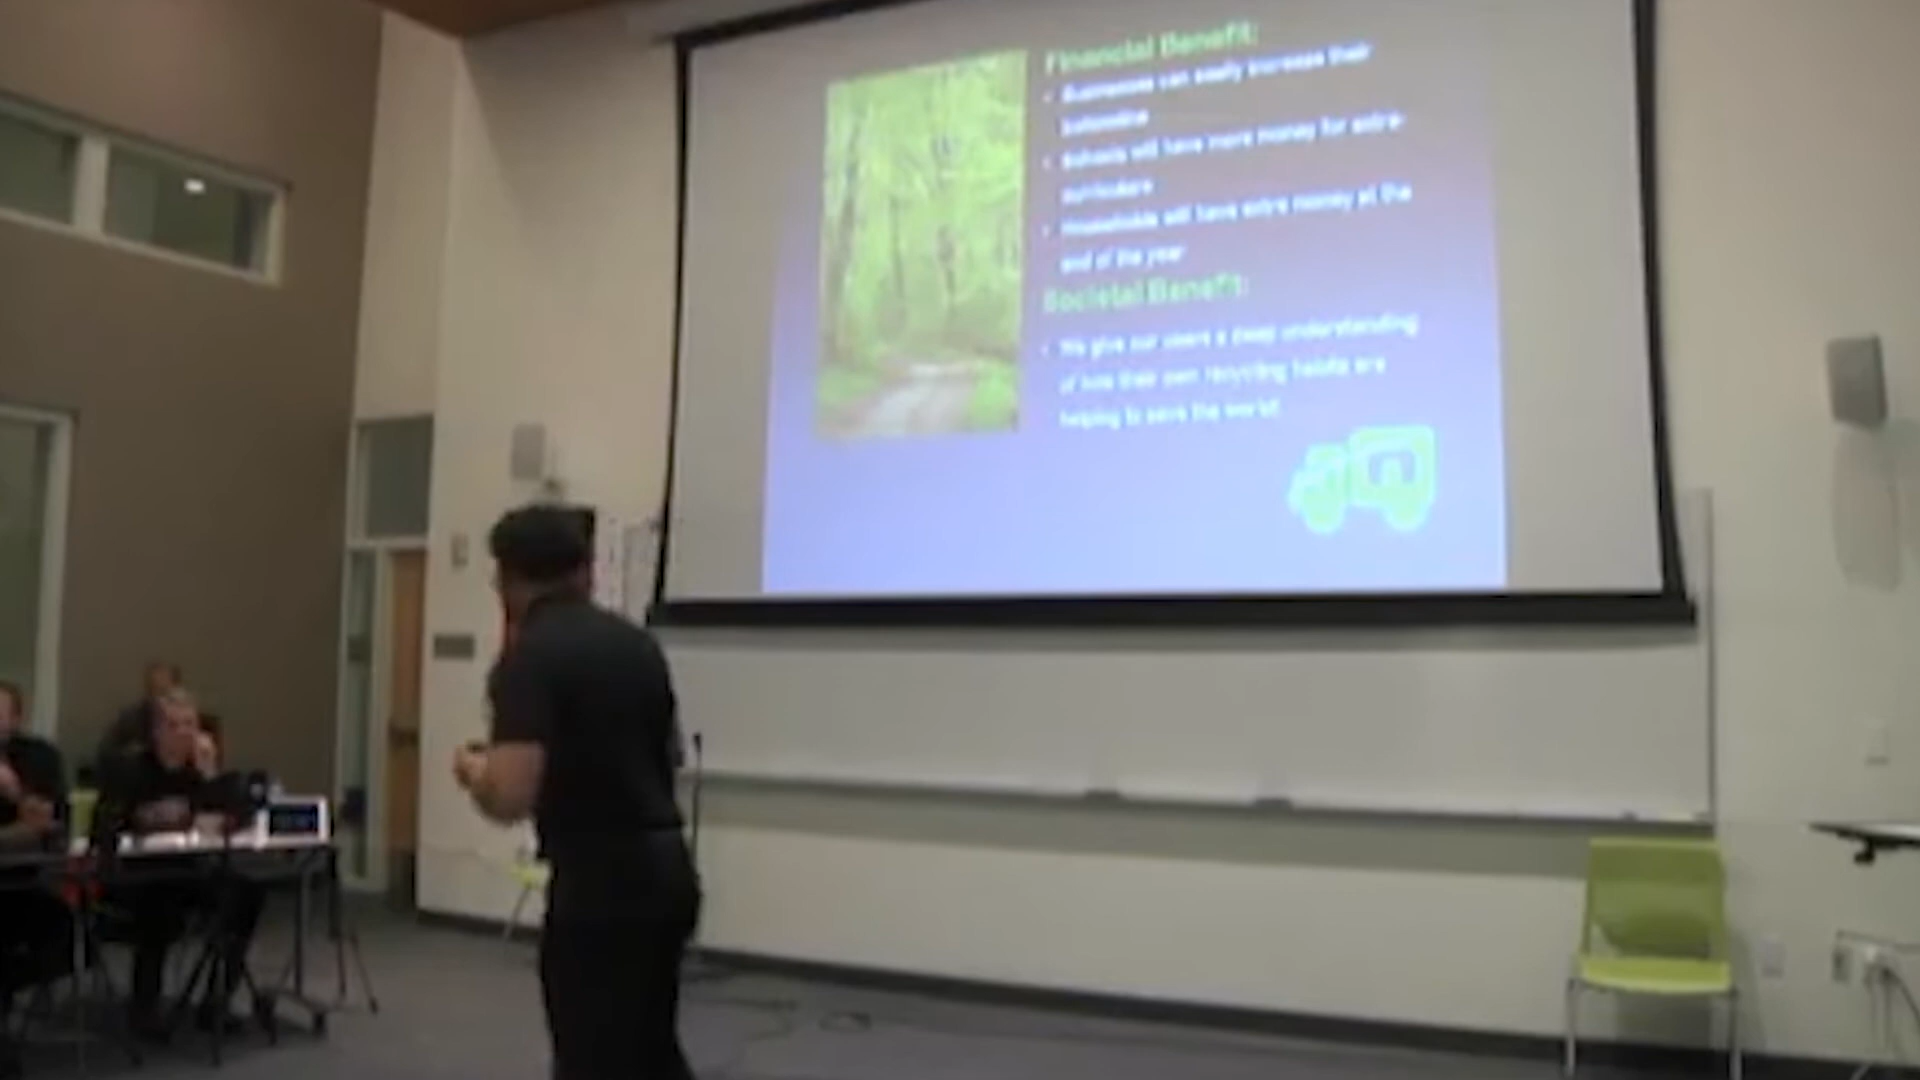 Financial Benefit:
• Businesses can easily increase their
bottomline
• Schools will have more money for extra-
curriculars
• Households will have extra money at the
end of the year
Societal Benefit:
• We give our users a deep understanding
of how their own recycling habits are
helping to save the world!